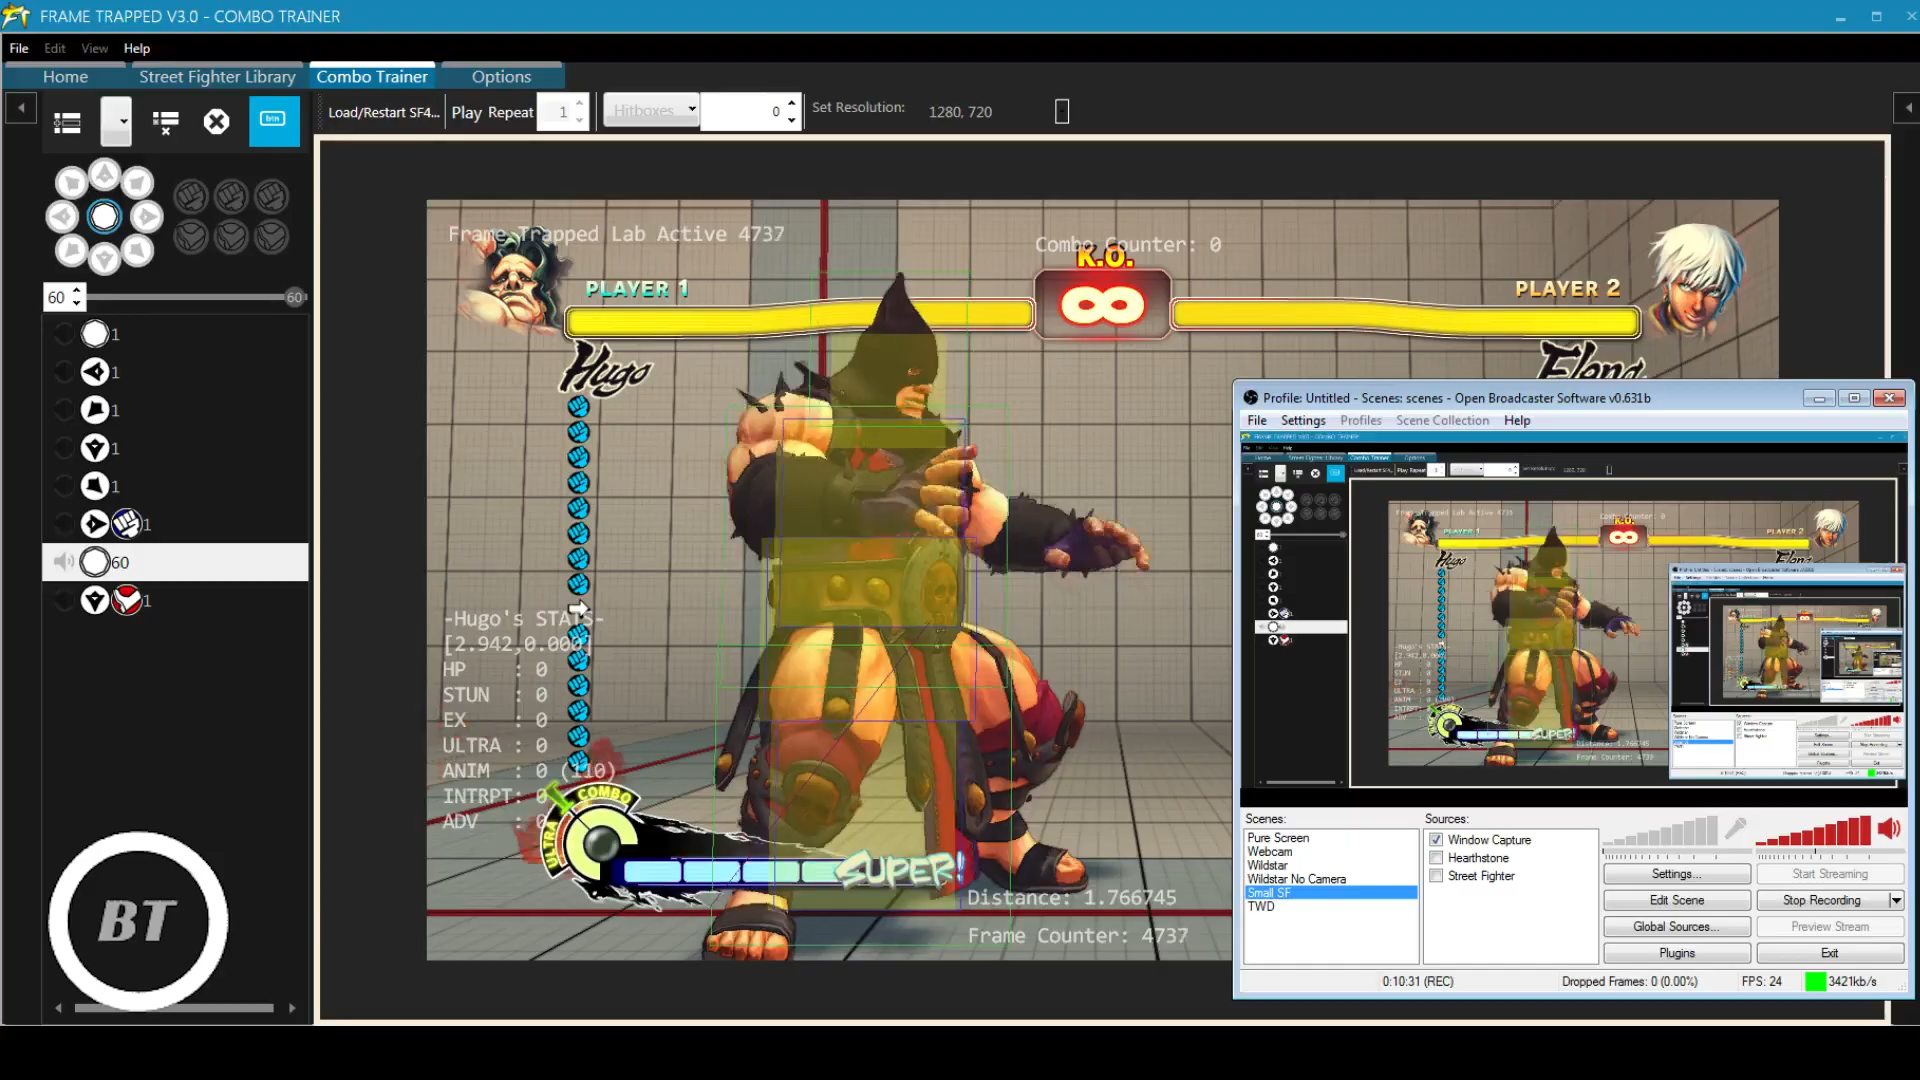 FRAME TRAPPED V3.0 - COMBO TRAINER
File Edit View Help
Home Street Fighter Library Combo Trainer Options
btn
Load/Restart SF4... Play Repeat 1 Hitboxes 0 Set Resolution: 1280, 720
60 60
1
1
1
1
1
1
60
1
BT
Frame Trapped Lab Active 4737
Combo Counter: 0
K.O.
PLAYER 1
PLAYER 2
Hugo
Elena
-Hugo's STATS-
[2.942,0.000]
HP : 0
STUN : 0
EX : 0
ULTRA : 0
ANIM : 0 (110)
INTRPT: 0
ADV : 0
ULTRA COMBO
SUPER!
Distance: 1.766745
Frame Counter: 4737
Profile: Untitled - Scenes: scenes - Open Broadcaster Software v0.631b
File Settings Profiles Scene Collection Help
Scenes:
Pure Screen
Webcam
Wildstar
Wildstar No Camera
Small SF
TWD
Sources:
Window Capture
Hearthstone
Street Fighter
Settings... Start Streaming
Edit Scene Stop Recording
Global Sources... Preview Stream
Plugins Exit
0:10:31 (REC) Dropped Frames: 0 (0.00%) FPS: 24 3421kb/s